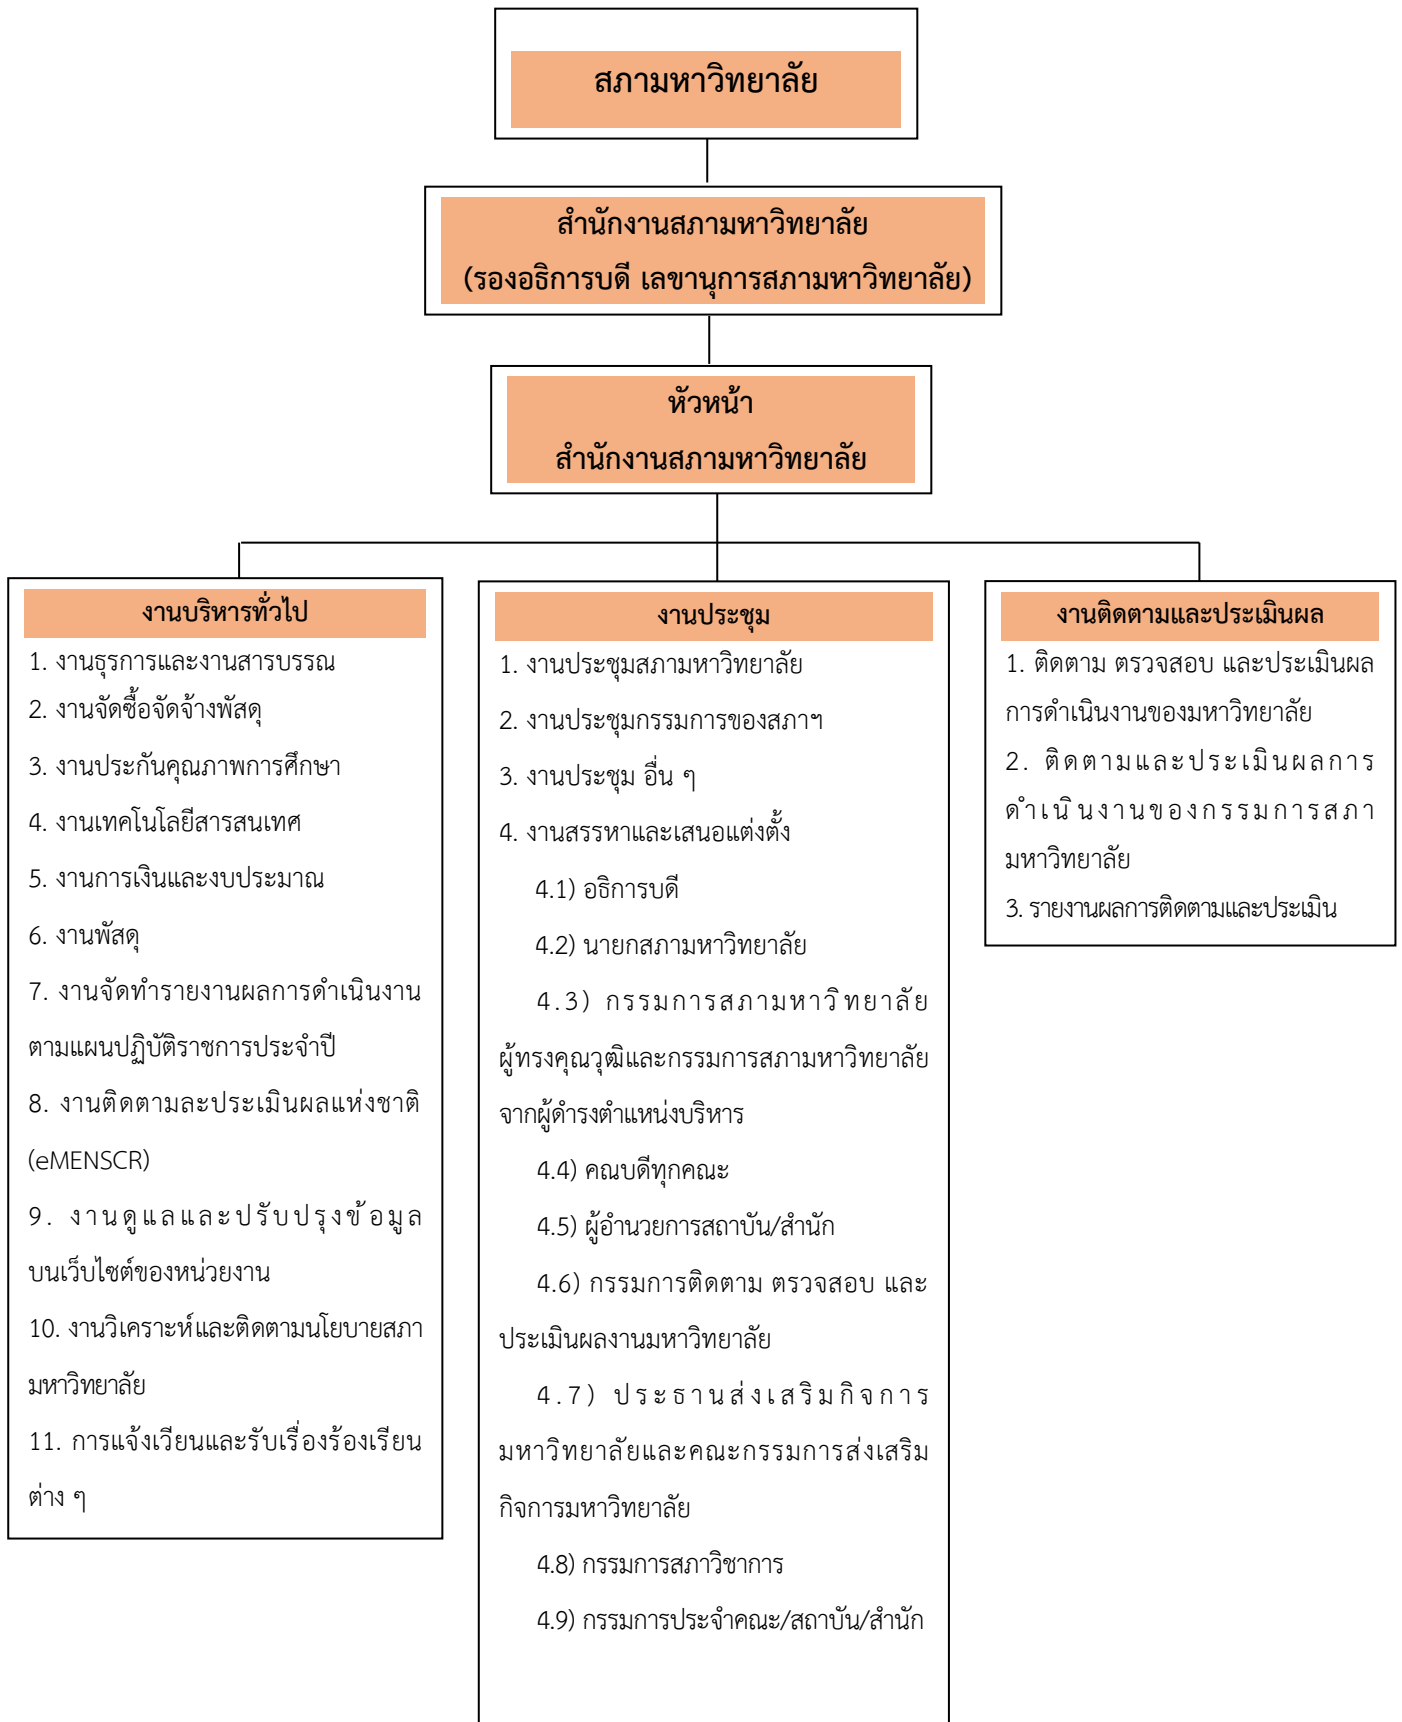 สภามหาวิทยาลัย
สำนักงานสภามหาวิทยาลัย
(รองอธิการบดี เลขานุการสภามหาวิทยาลัย)
หัวหน้า
สำนักงานสภามหาวิทยาลัย
งานบริหารทั่วไป
1. งานธุรการและงานสารบรรณ
2. งานจัดซื้อจัดจ้างพัสดุ
3. งานประกันคุณภาพการศึกษา
4. งานเทคโนโลยีสารสนเทศ
5. งานการเงินและงบประมาณ
6. งานพัสดุ
7. งานจัดทำรายงานผลการดำเนินงาน
ตามแผนปฏิบัติราชการประจำปี
8. งานติดตามละประเมินผลแห่งชาติ
(eMENSCR)
9. งานดูแลและปรับปรุงข้อมูล
บนเว็บไซต์ของหน่วยงาน
10. งานวิเคราะห์และติดตามนโยบายสภา
มหาวิทยาลัย
11. การแจ้งเวียนและรับเรื่องร้องเรียน
ต่าง ๆ
งานประชุม
1. งานประชุมสภามหาวิทยาลัย
2. งานประชุมกรรมการของสภาฯ
3. งานประชุม อื่น ๆ
4. งานสรรหาและเสนอแต่งตั้ง
4.1) อธิการบดี
4.2) นายกสภามหาวิทยาลัย
4.3) กรรมการสภามหาวิทยาลัย
ผู้ทรงคุณวุฒิและกรรมการสภามหาวิทยาลัย
จากผู้ดำรงตำแหน่งบริหาร
4.4) คณบดีทุกคณะ
4.5) ผู้อำนวยการสถาบัน/สำนัก
4.6) กรรมการติดตาม ตรวจสอบ และ
ประเมินผลงานมหาวิทยาลัย
4.7) ประธานส่งเสริมกิจการ
มหาวิทยาลัยและคณะกรรมการส่งเสริม
กิจการมหาวิทยาลัย
4.8) กรรมการสภาวิชาการ
4.9) กรรมการประจำคณะ/สถาบัน/สำนัก
งานติดตามและประเมินผล
1. ติดตาม ตรวจสอบ และประเมินผล
การดำเนินงานของมหาวิทยาลัย
2. ติดตามและประเมินผลการ
ดำเนินงานของกรรมการสภา
มหาวิทยาลัย
3. รายงานผลการติดตามและประเมิน